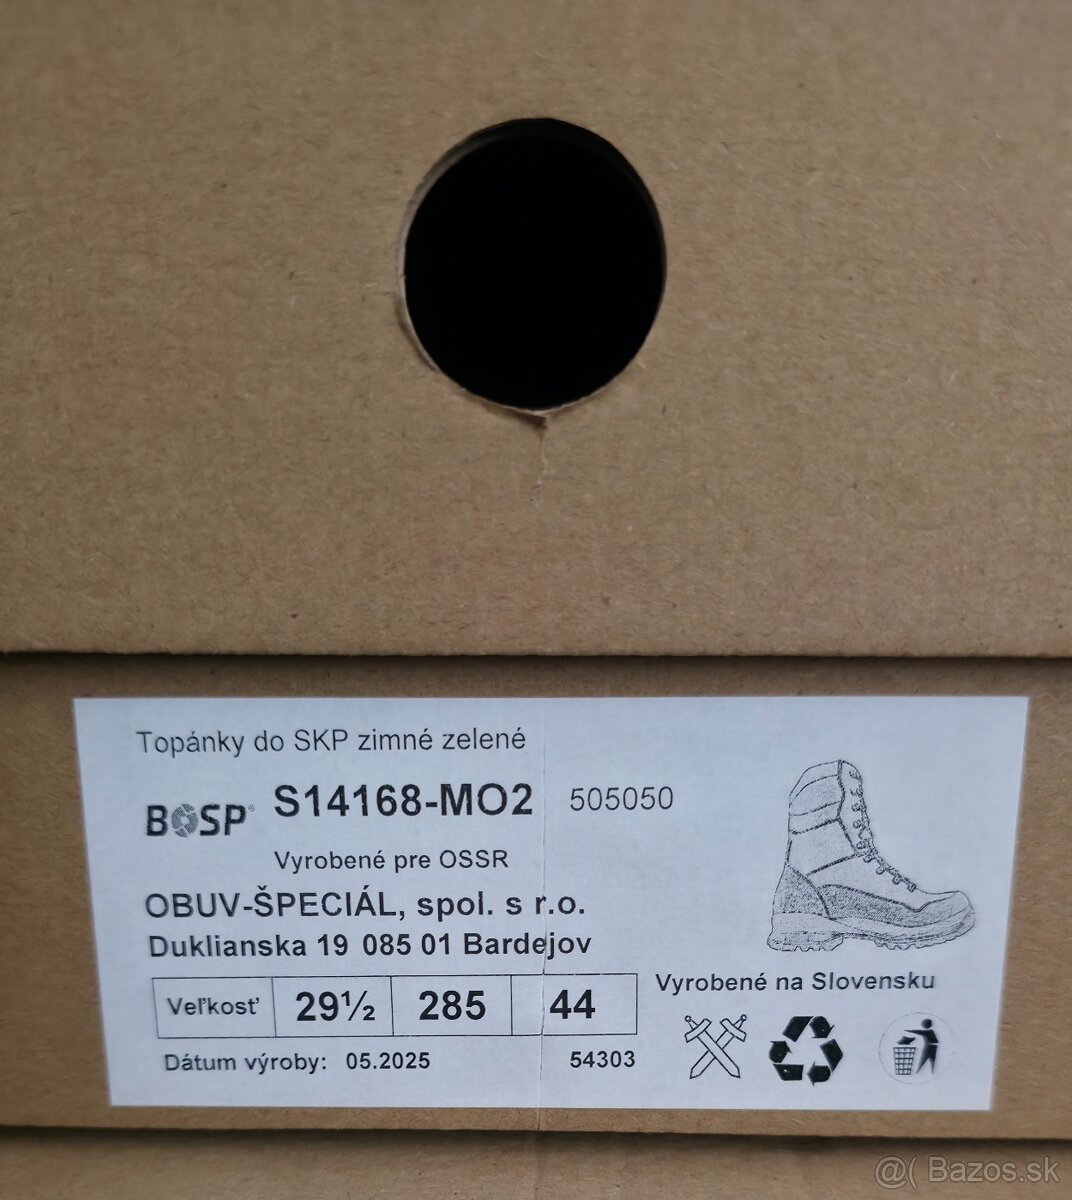 Topánky do SKP zimné zelené
BOSP® S14168-MO2 505050
Vyrobené pre OSSR
OBUV-ŠPECIÁL, spol. s r.o.
Duklianska 19 085 01 Bardejov
Veľkosť 29½ 285 44
Vyrobené na Slovensku
Dátum výroby: 05.2025 54303
@( Bazos.sk